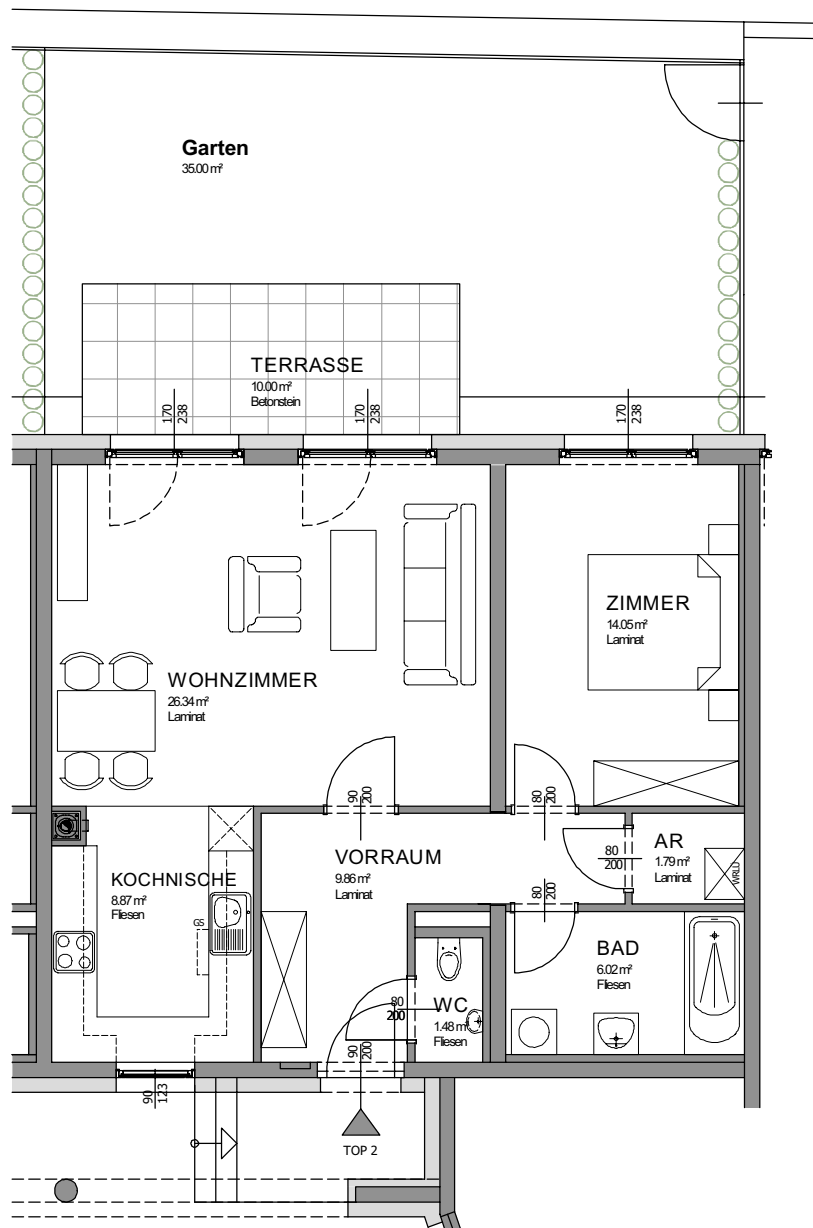 Garten
35.00 m²
TERRASSE
10.00 m²
Betonstein
170
238
170
238
170
238
ZIMMER
14.05 m²
Laminat
WOHNZIMMER
26.34 m²
Laminat
90
200
80
200
VORRAUM
9.86 m²
Laminat
80
200
AR
1.79 m²
Laminat
WRLÜ
KOCHNISCHE
8.87 m²
Fliesen
GS
80
200
BAD
6.02 m²
Fliesen
80
200
WC
1.48 m²
Fliesen
90
200
90
123
TOP 2